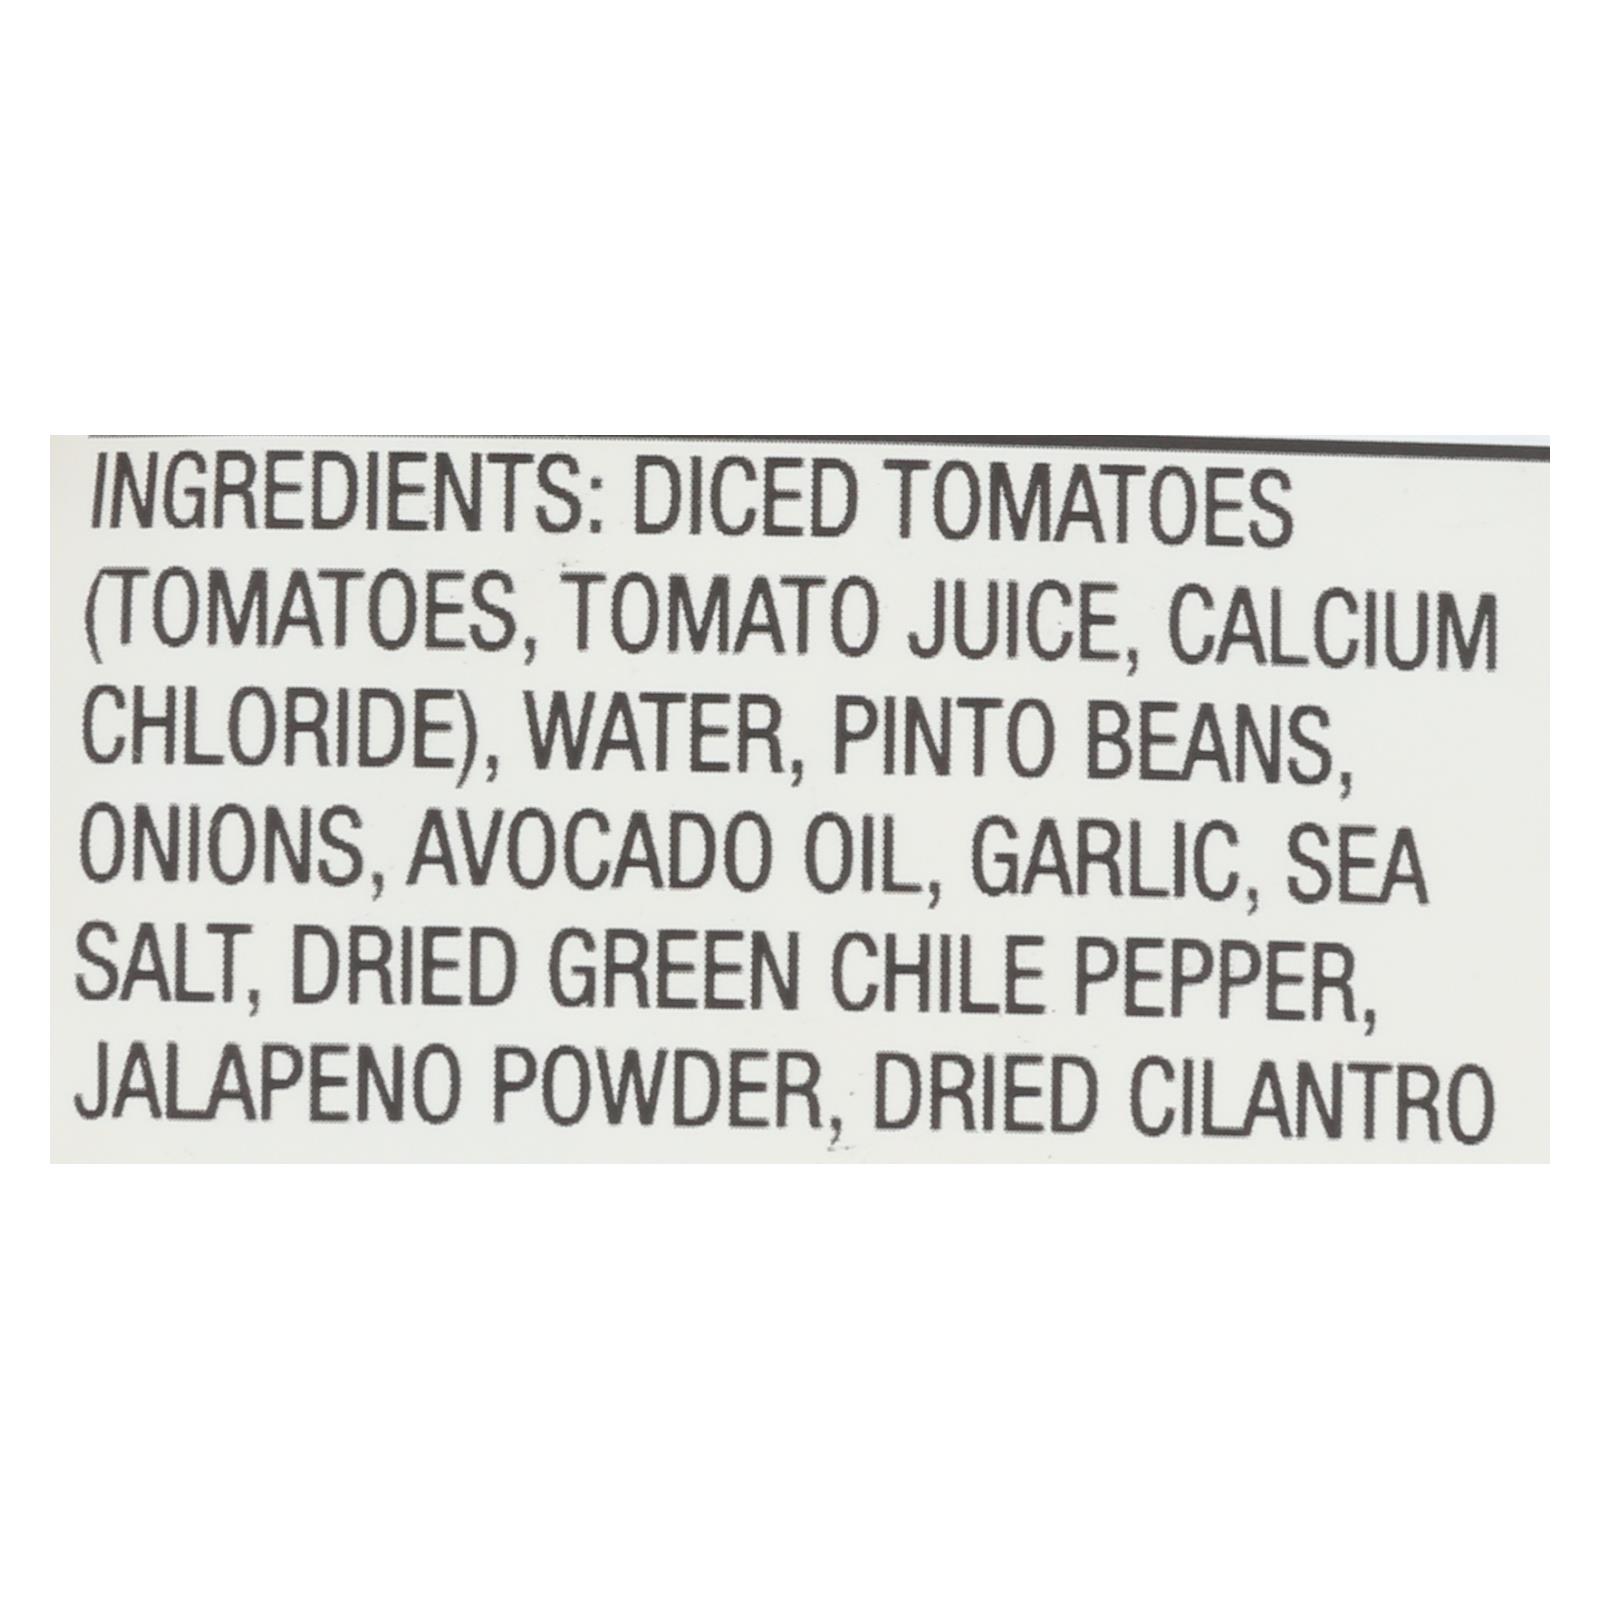 INGREDIENTS: DICED TOMATOES
(TOMATOES, TOMATO JUICE, CALCIUM
CHLORIDE), WATER, PINTO BEANS,
ONIONS, AVOCADO OIL, GARLIC, SEA
SALT, DRIED GREEN CHILE PEPPER,
JALAPENO POWDER, DRIED CILANTRO